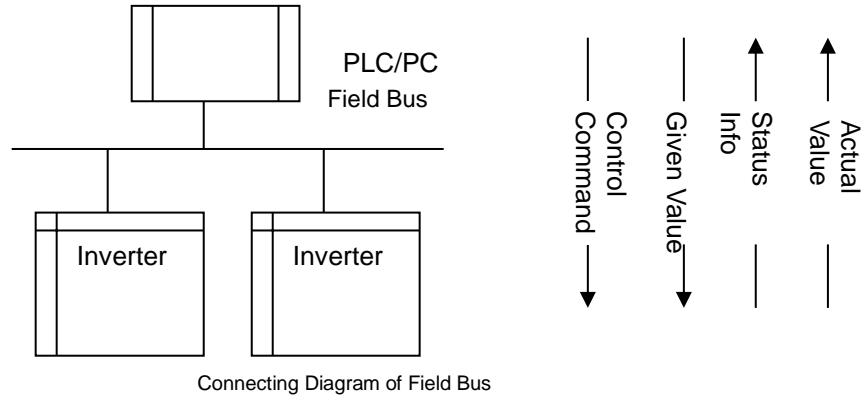 PLC/PC
Field Bus
Inverter
Inverter
Connecting Diagram of Field Bus
Control
Command
Given Value
Status
Info
Actual
Value